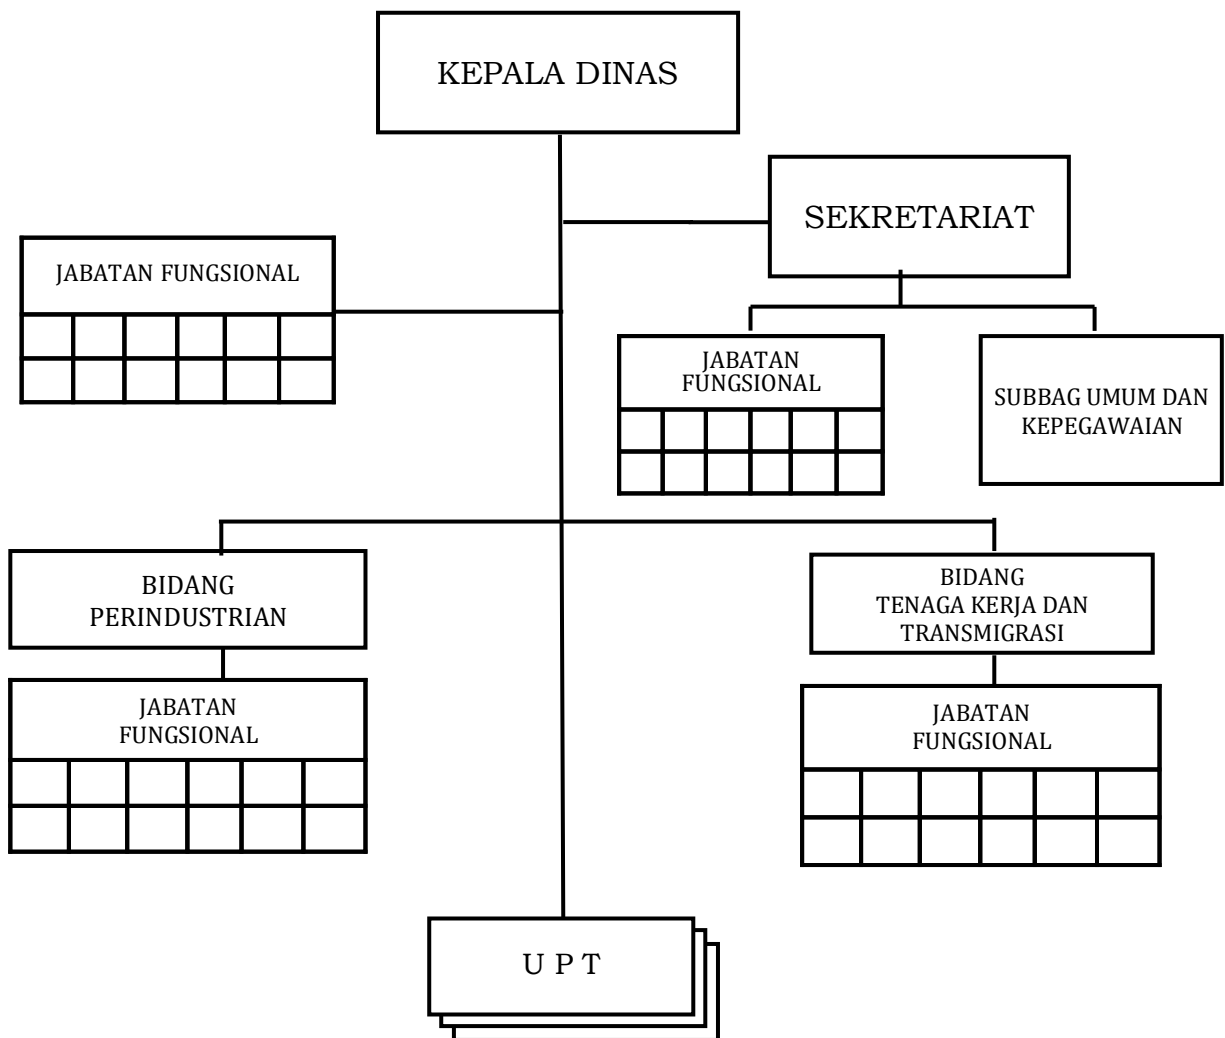 KEPALA DINAS
SEKRETARIAT
JABATAN FUNGSIONAL
JABATAN
FUNGSIONAL
SUBBAG UMUM DAN
KEPEGAWAIAN
BIDANG
PERINDUSTRIAN
BIDANG
TENAGA KERJA DAN
TRANSMIGRASI
JABATAN
FUNGSIONAL
JABATAN
FUNGSIONAL
U P T